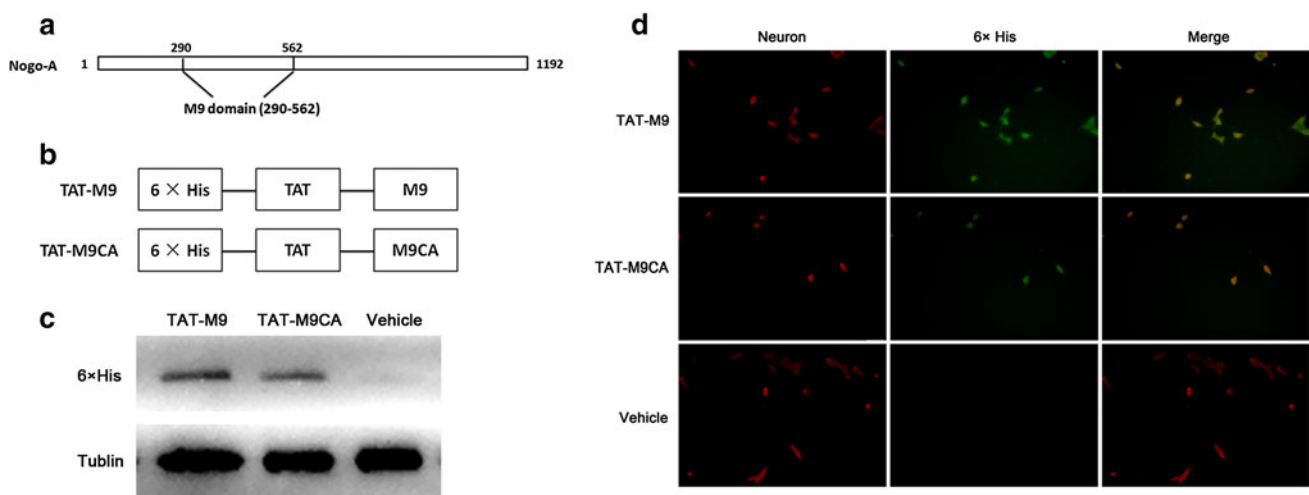 a
290 562
Nogo-A 1 1192
M9 domain (290-562)
b
TAT-M9 6 × His TAT M9
TAT-M9CA 6 × His TAT M9CA
c
TAT-M9 TAT-M9CA Vehicle
6×His
Tublin
d
Neuron 6× His Merge
TAT-M9
TAT-M9CA
Vehicle